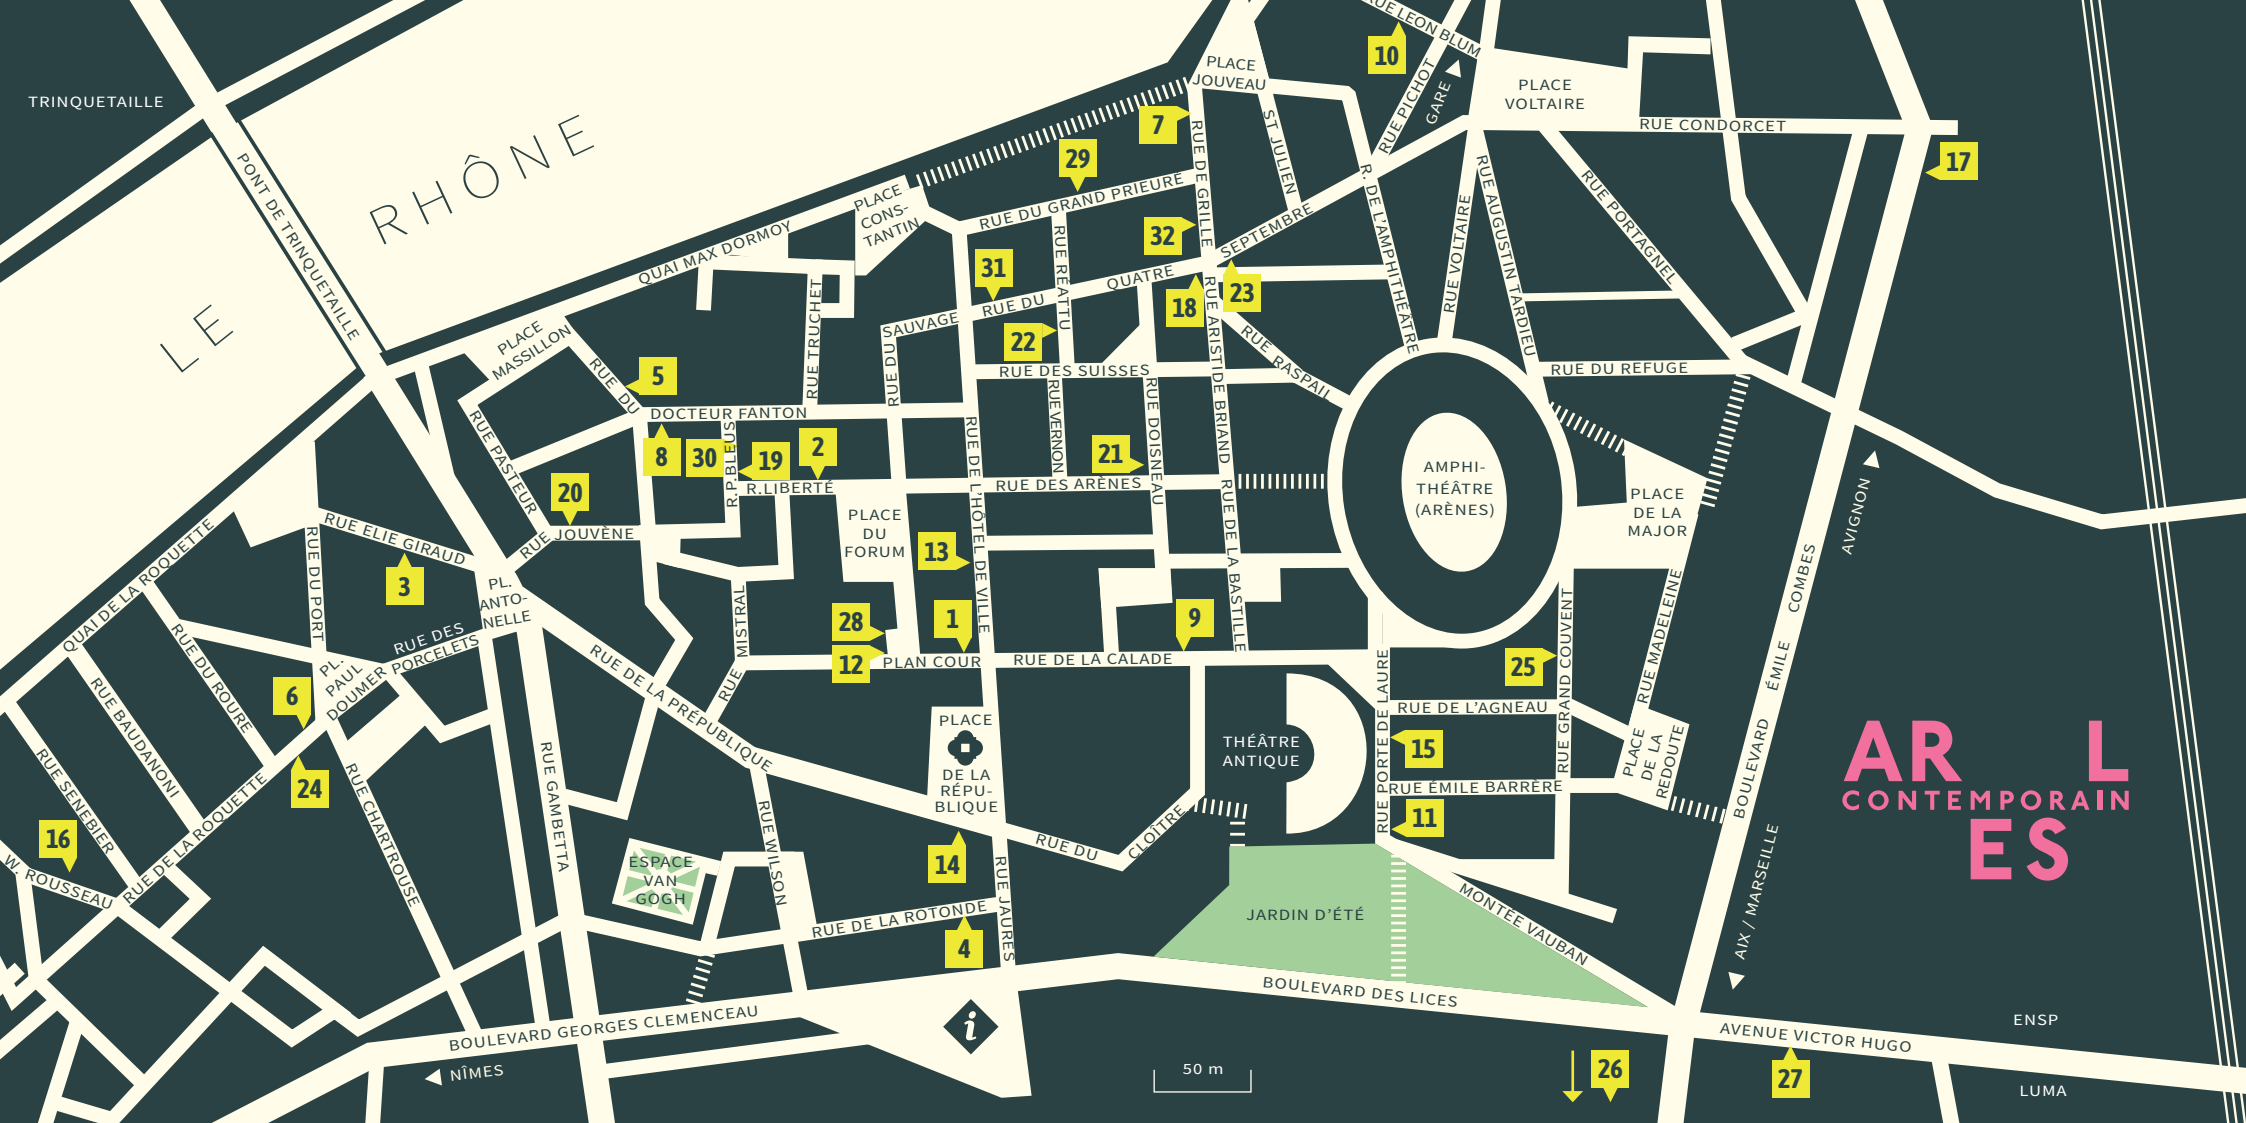 TRINQUETAILLE
PONT DE TRINQUETAILLE
LE
RHÔNE
QUAI MAX DORMOY
PLACE
CONS-
TANTIN
PLACE
JOUVEAU
RUE LEON BLUM
10
RUE PICHOT
GARE
PLACE
VOLTAIRE
RUE CONDORCET
17
7
29
RUE DE GRILLE
ST JULIEN
RUE DU GRAND PRIEURÉ
32
RUE DU QUATRE SEPTEMBRE
R. DE L'AMPHITHÉÂTRE
RUE VOLTAIRE
RUE AUGUSTIN TARDIEU
RUE PORTAGNEL
31
RUE RÉATTU
18
23
22
RUE DU SAUVAGE
RUE TRUCHET
PLACE
MASSILLON
RUE DU
DOCTEUR FANTON
5
RUE DES SUISSES
RUE ARISTIDE BRIAND
RUE RASPAIL
RUE DU REFUGE
RUE PASTEUR
8
30
R.P.BLEUS
19
2
R.LIBERTÉ
RUE DE L'HÔTEL DE VILLE
RUE VERNON
21
RUE DOISNEAU
RUE DES ARÈNES
AMPHI-
THÉÂTRE
(ARÈNES)
PLACE
DE LA
MAJOR
20
RUE JOUVÈNE
PLACE
DU
FORUM
13
RUE DE LA BASTILLE
QUAI DE LA ROQUETTE
RUE ELIE GIRAUD
3
RUE DU PORT
PL.
ANTO-
NELLE
RUE DES
PORCELETS
PL.
PAUL
DOUMER
RUE DU ROURE
RUE BAUDANONI
RUE SENEBIER
6
24
16
W. ROUSSEAU
RUE DE LA ROQUETTE
RUE CHARTROUSE
RUE GAMBETTA
RUE DE LA RÉPUBLIQUE
RUE MISTRAL
28
12
1
PLAN COUR
RUE DE LA CALADE
9
25
RUE GRAND COUVENT
RUE MADELEINE
BOULEVARD ÉMILE COMBES
AVIGNON
PLACE
DE LA
RÉPU-
BLIQUE
THÉÂTRE
ANTIQUE
RUE PORTE DE LAURE
RUE DE L'AGNEAU
15
RUE ÉMILE BARRÈRE
11
PLACE
DE LA
REDOUTE
RUE DU CLOÎTRE
14
ESPACE
VAN
GOGH
RUE WILSON
RUE DE LA ROTONDE
4
RUE JAURES
JARDIN D'ÉTÉ
MONTÉE VAUBAN
BOULEVARD DES LICES
BOULEVARD GEORGES CLEMENCEAU
NÎMES
i
50 m
26
27
AVENUE VICTOR HUGO
AIX / MARSEILLE
ENSP
LUMA
AR L
CONTEMPORAIN
ES